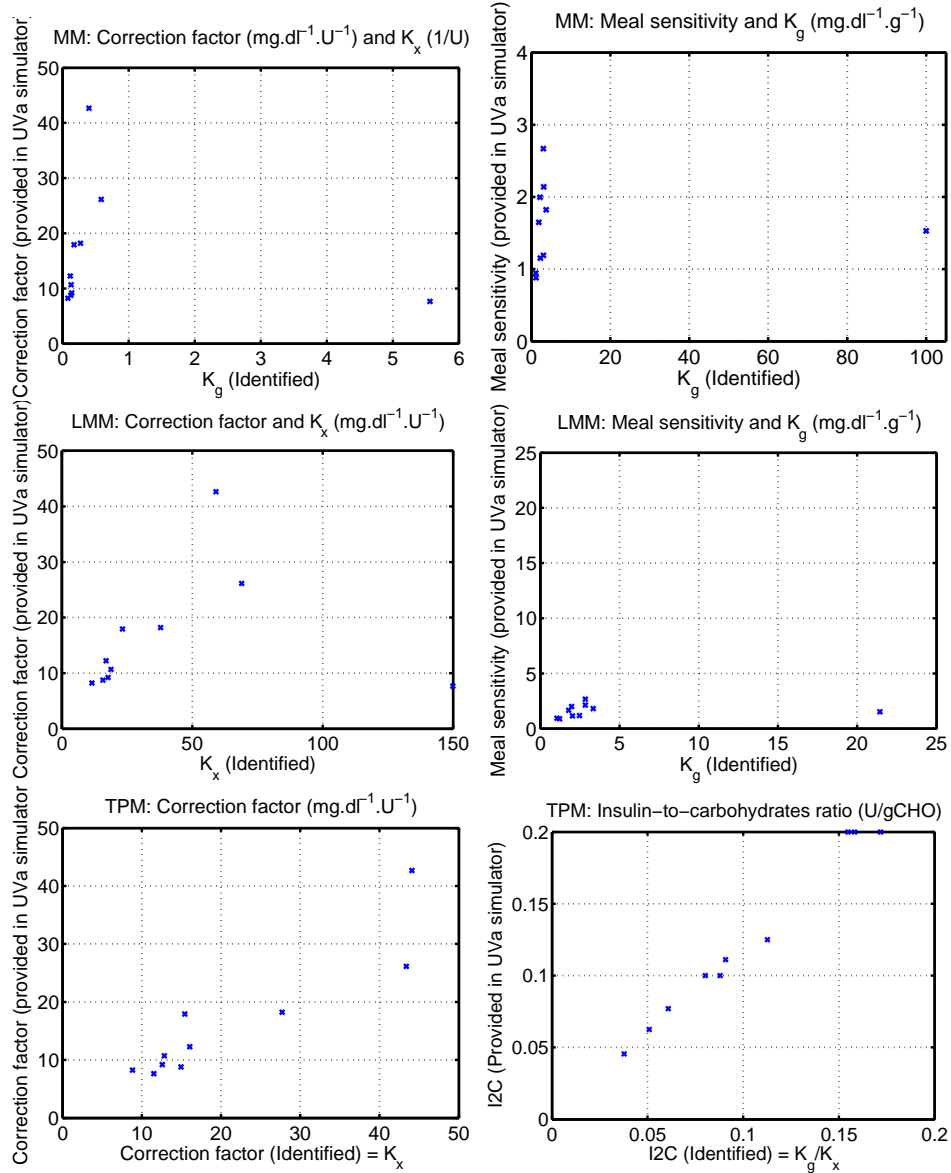 MM: Correction factor (mg.dl⁻¹.U⁻¹) and Kₓ (1/U)
Correction factor (provided in UVa simulator)
50
40
30
20
10
0
0 1 2 3 4 5 6
K_g (Identified)
MM: Meal sensitivity and K_g (mg.dl⁻¹.g⁻¹)
Meal sensitivity (provided in UVa simulator)
4
3
2
1
0
0 20 40 60 80 100
K_g (Identified)
LMM: Correction factor and Kₓ (mg.dl⁻¹.U⁻¹)
Correction factor (provided in UVa simulator)
50
40
30
20
10
0
0 50 100 150
Kₓ (Identified)
LMM: Meal sensitivity and K_g (mg.dl⁻¹.g⁻¹)
Meal sensitivity (provided in UVa simulator)
25
20
15
10
5
0
0 5 10 15 20 25
K_g (Identified)
TPM: Correction factor (mg.dl⁻¹.U⁻¹)
Correction factor (provided in UVa simulator
50
40
30
20
10
0
0 10 20 30 40 50
Correction factor (Identified) = Kₓ
TPM: Insulin−to−carbohydrates ratio (U/gCHO)
I2C (Provided in UVa simulator)
0.2
0.15
0.1
0.05
0
0 0.05 0.1 0.15 0.2
I2C (Identified) = K_g/Kₓ